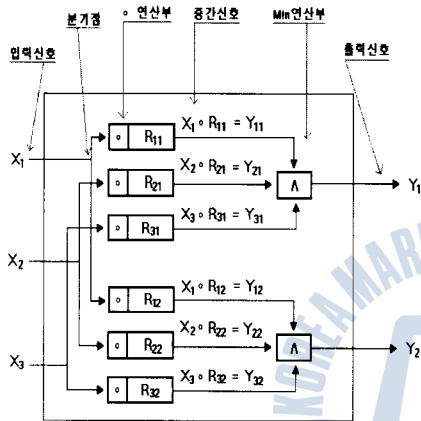 분기점 ∘ 연산부 중간신호 Min연산부
입력신호 출력신호
∘ R₁₁ X₁∘R₁₁ = Y₁₁
X₁
∘ R₂₁ X₂∘R₂₁ = Y₂₁ Λ Y₁
∘ R₃₁ X₃∘R₃₁ = Y₃₁
X₂
∘ R₁₂ X₁∘R₁₂ = Y₁₂
∘ R₂₂ X₂∘R₂₂ = Y₂₂ Λ Y₂
X₃
∘ R₃₂ X₃∘R₃₂ = Y₃₂
KOREA MAR